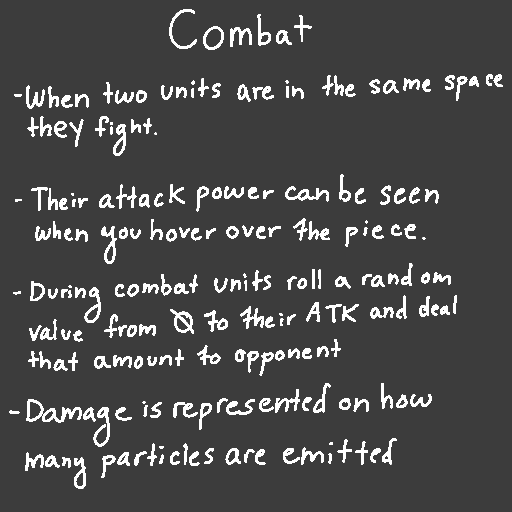 Combat
-When two units are in the same space
they fight.
- Their attack power can be seen
when you hover over the piece.
- During combat units roll a random
value from 0 to their ATK and deal
that amount to opponent
- Damage is represented on how
many particles are emitted